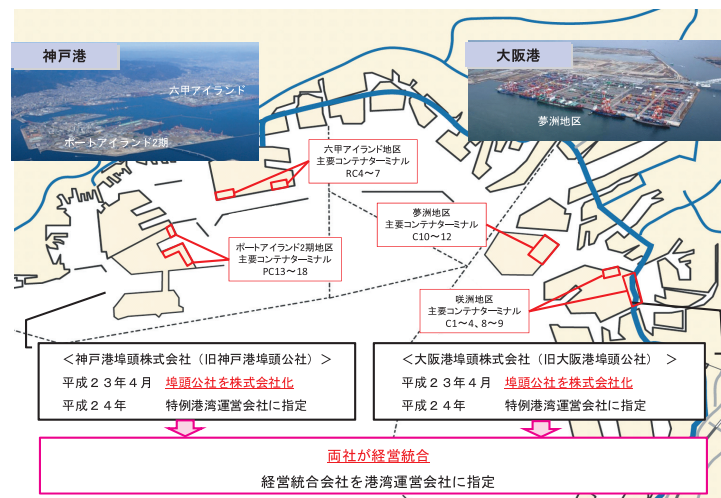 神戸港
六甲アイランド
ポートアイランド2期
大阪港
夢洲地区
六甲アイランド地区
主要コンテナターミナル
RC4～7
夢洲地区
主要コンテナターミナル
C10～12
ポートアイランド2期地区
主要コンテナターミナル
PC13～18
咲洲地区
主要コンテナターミナル
C1～4、8～9
＜神戸港埠頭株式会社（旧神戸港埠頭公社）＞
平成２３年４月　埠頭公社を株式会社化
平成２４年　特例港湾運営会社に指定
＜大阪港埠頭株式会社（旧大阪港埠頭公社）　＞
平成２３年４月　埠頭公社を株式会社化
平成２４年　特例港湾運営会社に指定
両社が経営統合
経営統合会社を港湾運営会社に指定